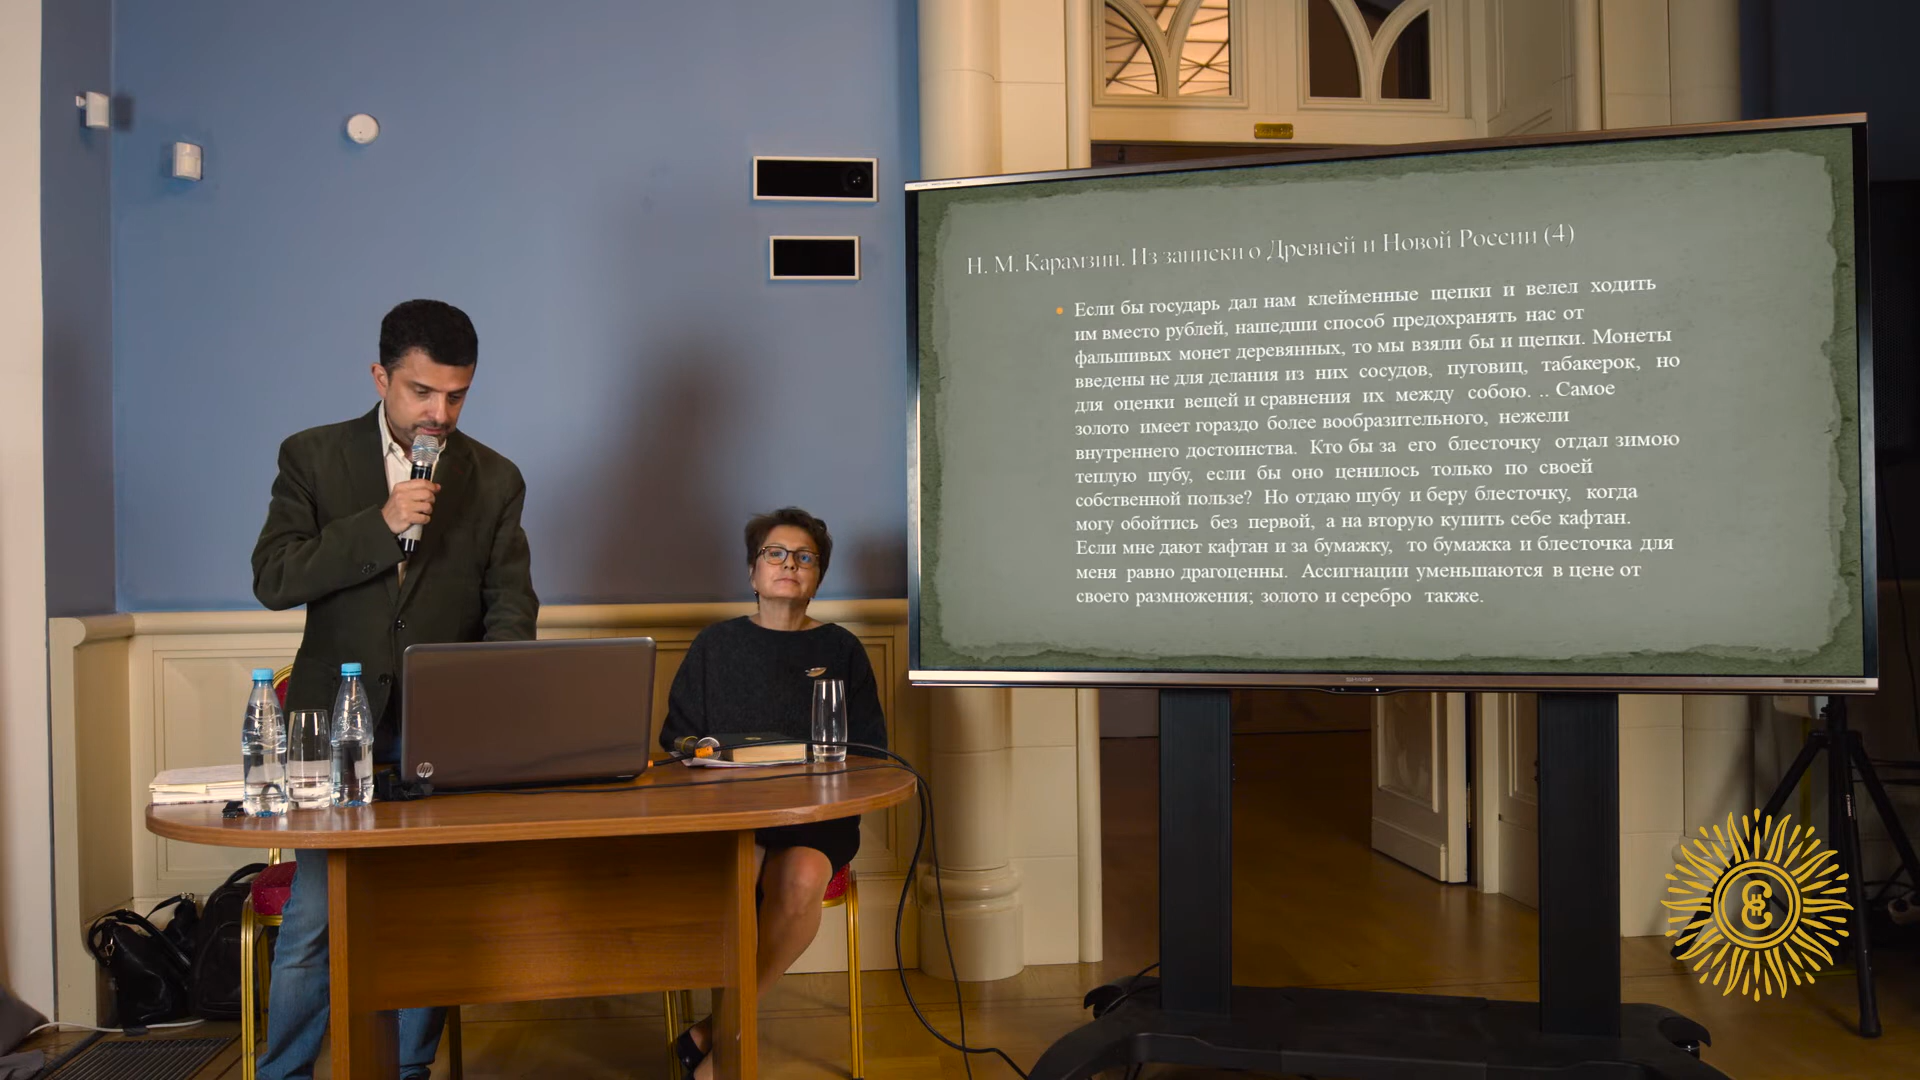 Н. М. Карамзин. Из записки о Древней и Новой России (4)
Если бы государь дал нам клейменные щепки и велел ходить
им вместо рублей, нашедши способ предохранять нас от
фальшивых монет деревянных, то мы взяли бы и щепки. Монеты
введены не для делания из них сосудов, пуговиц, табакерок, но
для оценки вещей и сравнения их между собою. .. Самое
золото имеет гораздо более вообразительного, нежели
внутреннего достоинства. Кто бы за его блесточку отдал зимою
теплую шубу, если бы оно ценилось только по своей
собственной пользе? Но отдаю шубу и беру блесточку, когда
могу обойтись без первой, а на вторую купить себе кафтан.
Если мне дают кафтан и за бумажку, то бумажка и блесточка для
меня равно драгоценны. Ассигнации уменьшаются в цене от
своего размножения; золото и серебро также.
SHARP
hp